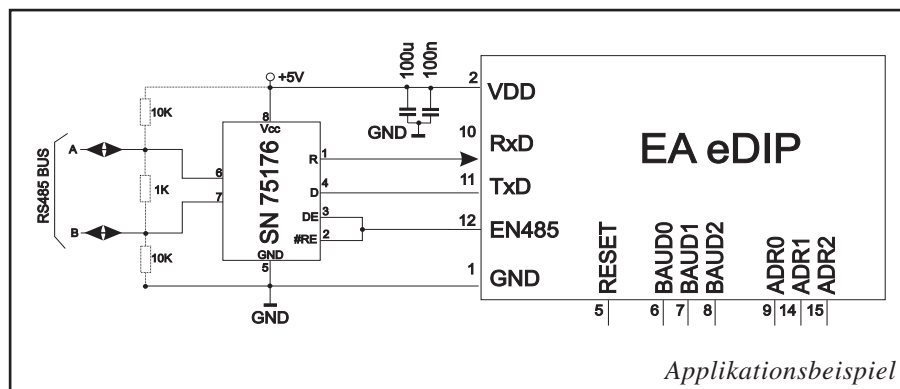 +5V
100u
100n
2
VDD
10K
8
Vcc
GND
10
RxD
EA eDIP
RS485 BUS
A
6
R
1
SN 75176
1K
7
D
4
11
TxD
DE
3
12
EN485
B
#RE
2
10K
GND
5
1
GND
GND
RESET
BAUD0
BAUD1
BAUD2
ADR0
ADR1
ADR2
5
6
7
8
9
14
15
Applikationsbeispiel